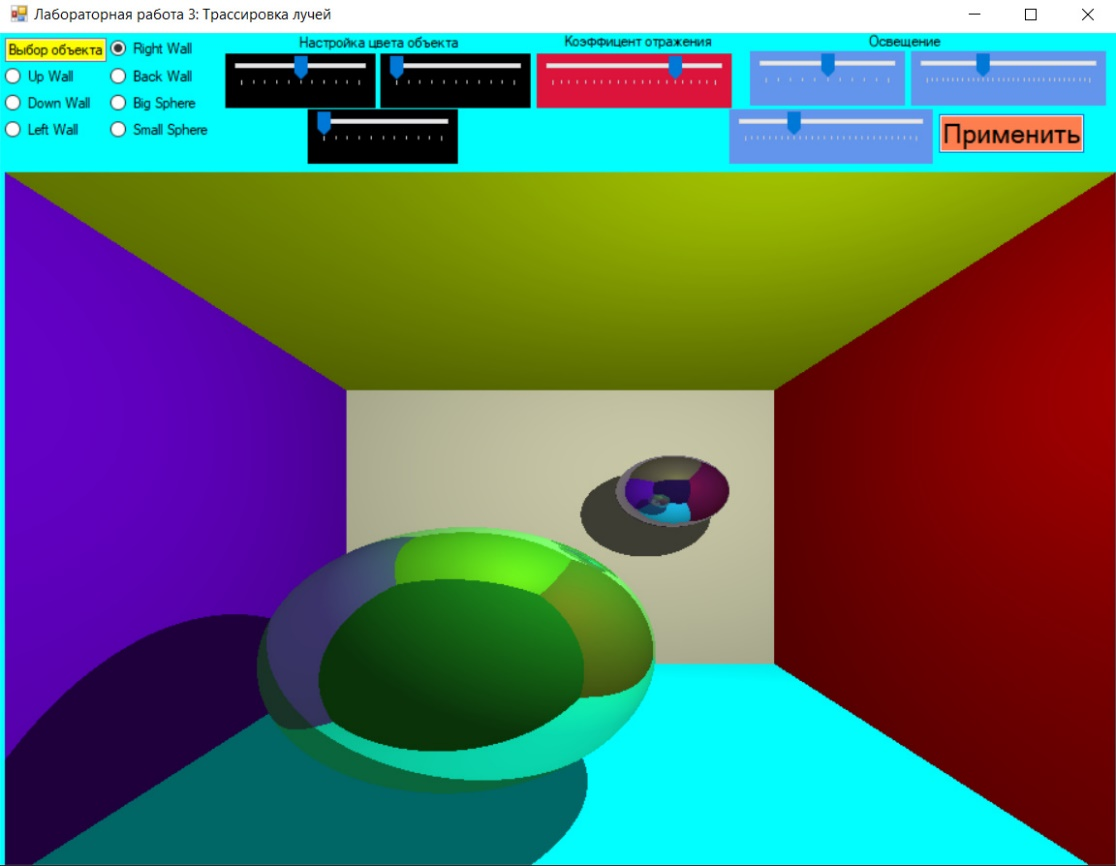 Лабораторная работа 3: Трассировка лучей
Выбор объекта
Right Wall
Up Wall
Back Wall
Down Wall
Big Sphere
Left Wall
Small Sphere
Настройка цвета объекта
Коэффицент отражения
Освещение
Применить